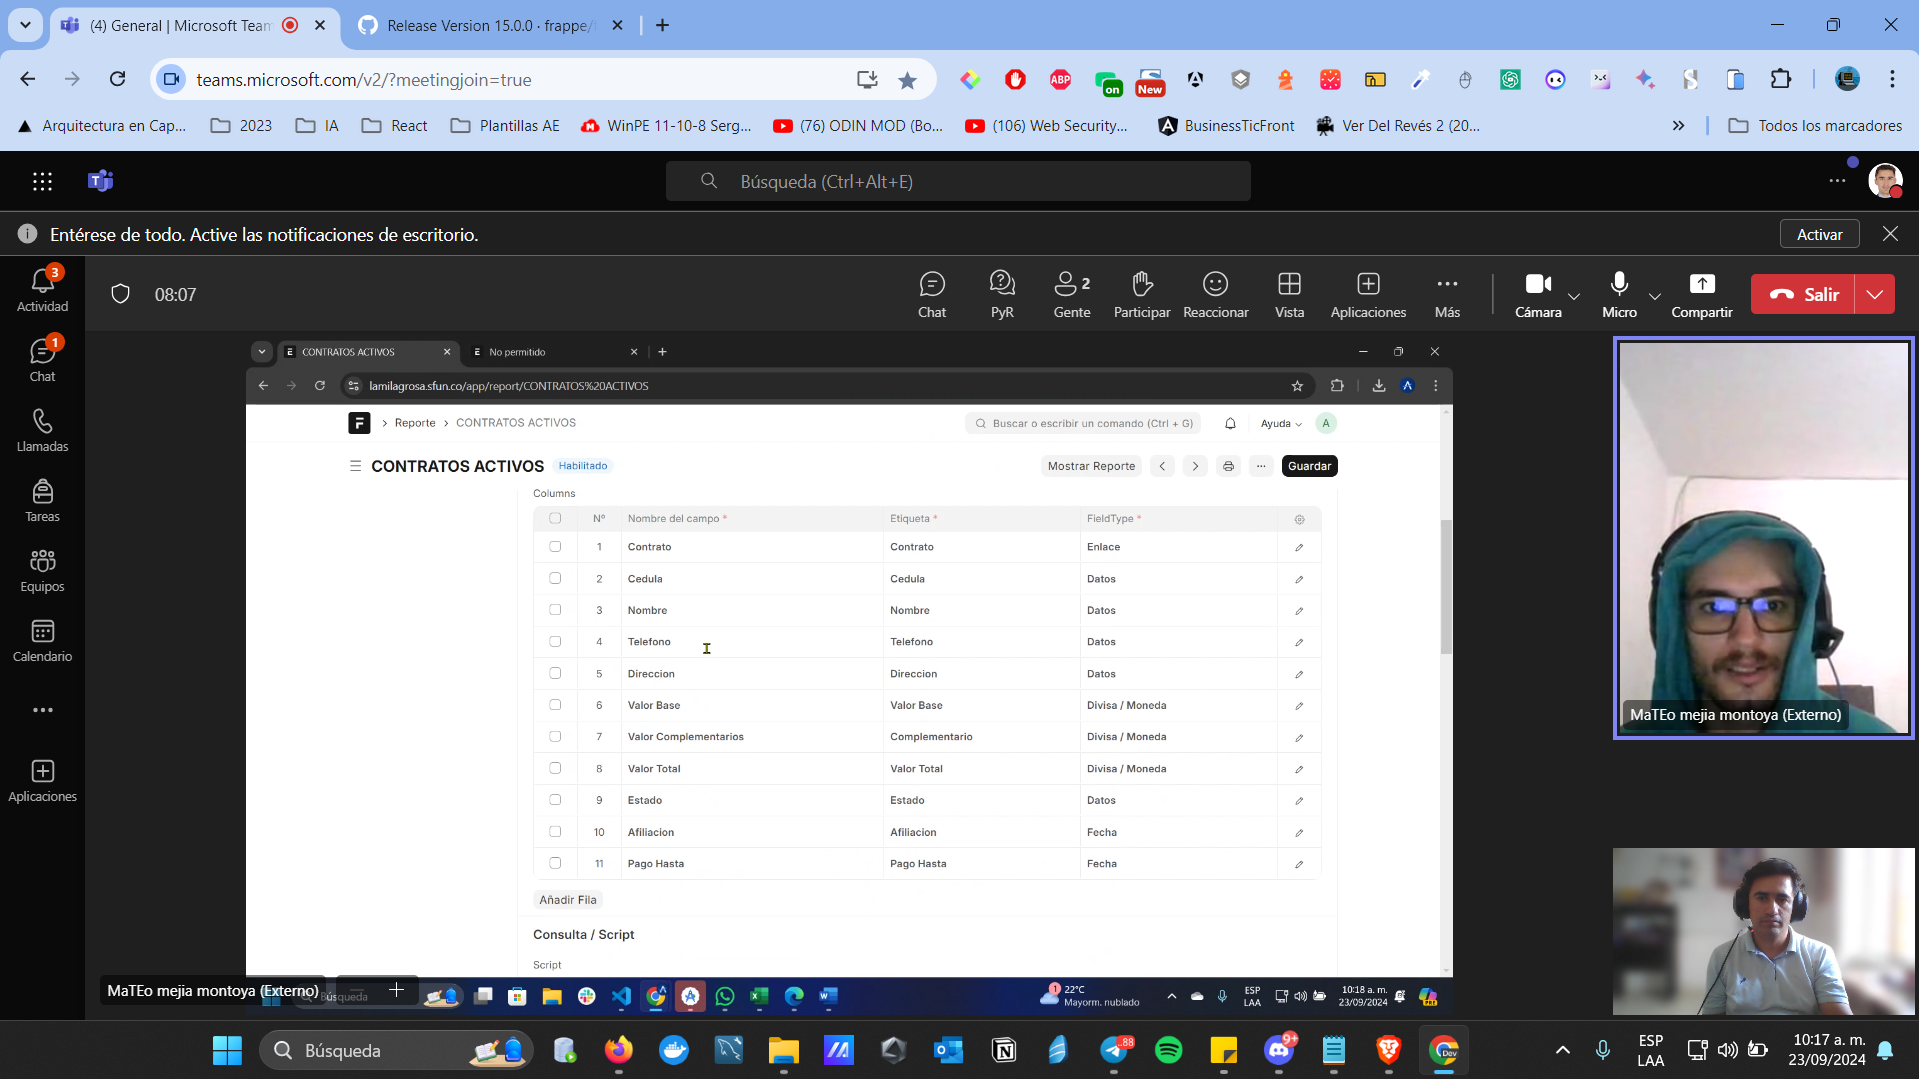 (4) General | Microsoft Team
Release Version 15.0.0 · frappe/
teams.microsoft.com/v2/?meetingjoin=true
on
New
ABP
Arquitectura en Cap...
2023
IA
React
Plantillas AE
WinPE 11-10-8 Serg...
(76) ODIN MOD (Bo...
(106) Web Security...
BusinessTicFront
Ver Del Revés 2 (20...
Todos los marcadores
Búsqueda (Ctrl+Alt+E)
Entérese de todo. Active las notificaciones de escritorio.
Activar
3
Actividad
1
Chat
Llamadas
Tareas
Equipos
Calendario
Aplicaciones
08:07
Chat
PyR
2
Gente
Participar
Reaccionar
Vista
Aplicaciones
Más
Cámara
Micro
Compartir
Salir
CONTRATOS ACTIVOS
No permitido
lamilagrosa.sfun.co/app/report/CONTRATOS%20ACTIVOS
Reporte
CONTRATOS ACTIVOS
Buscar o escribir un comando (Ctrl + G)
Ayuda
A
CONTRATOS ACTIVOS
Habilitado
Mostrar Reporte
Guardar
Columns
Nº Nombre del campo * Etiqueta * FieldType *
1 Contrato Contrato Enlace
2 Cedula Cedula Datos
3 Nombre Nombre Datos
4 Telefono Telefono Datos
5 Direccion Direccion Datos
6 Valor Base Valor Base Divisa / Moneda
7 Valor Complementarios Complementario Divisa / Moneda
8 Valor Total Valor Total Divisa / Moneda
9 Estado Estado Datos
10 Afiliacion Afiliacion Fecha
11 Pago Hasta Pago Hasta Fecha
Añadir Fila
Consulta / Script
Script
MaTEo mejia montoya (Externo)
MaTEo mejia montoya (Externo)
Búsqueda
1
22°C
Mayorm. nublado
ESP
LAA
10:18 a. m.
23/09/2024
Búsqueda
.88
9+
Dev
ESP
LAA
10:17 a. m.
23/09/2024